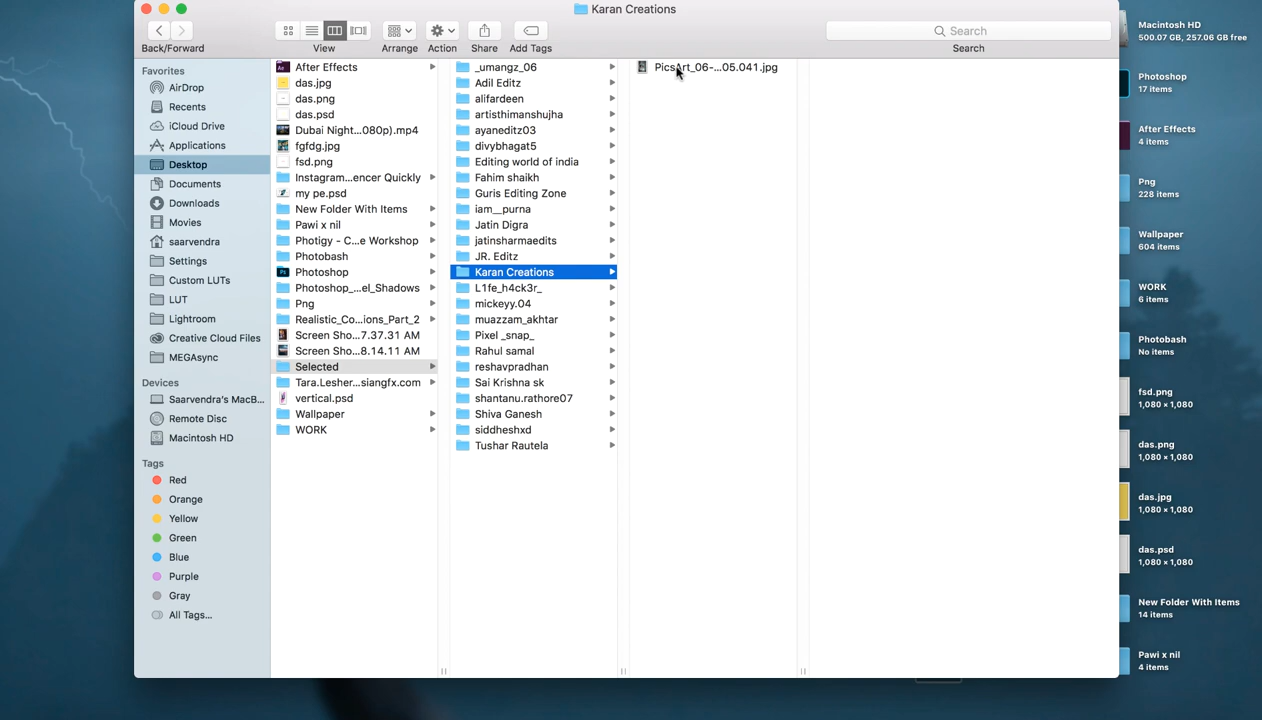 Karan Creations
Back/Forward
View
Arrange
Action
Share
Add Tags
Search
Search
Favorites
AirDrop
Recents
iCloud Drive
Applications
Desktop
Documents
Downloads
Movies
saarvendra
Settings
Custom LUTs
LUT
Lightroom
Creative Cloud Files
MEGAsync
Devices
Saarvendra's MacB...
Remote Disc
Macintosh HD
Tags
Red
Orange
Yellow
Green
Blue
Purple
Gray
All Tags...
After Effects
das.jpg
das.png
das.psd
Dubai Night...080p).mp4
fgfdg.jpg
fsd.png
Instagram...encer Quickly
my pe.psd
New Folder With Items
Pawi x nil
Photigy - C...e Workshop
Photobash
Photoshop
Photoshop_...el_Shadows
Png
Realistic_Co...ions_Part_2
Screen Sho...7.37.31 AM
Screen Sho...8.14.11 AM
Selected
Tara.Lesher...siangfx.com
vertical.psd
Wallpaper
WORK
_umangz_06
Adil Editz
alifardeen
artisthimanshujha
ayaneditz03
divybhagat5
Editing world of india
Fahim shaikh
Guris Editing Zone
iam__purna
Jatin Digra
jatinsharmaedits
JR. Editz
Karan Creations
L1fe_h4ck3r_
mickeyy.04
muazzam_akhtar
Pixel _snap_
Rahul samal
reshavpradhan
Sai Krishna sk
shantanu.rathore07
Shiva Ganesh
siddheshxd
Tushar Rautela
PicsArt_06-...05.041.jpg
Macintosh HD
500.07 GB, 257.06 GB free
Photoshop
17 items
After Effects
4 items
Png
228 items
Wallpaper
604 items
WORK
6 items
Photobash
No items
fsd.png
1,080 × 1,080
das.png
1,080 × 1,080
das.jpg
1,080 × 1,080
das.psd
1,080 × 1,080
New Folder With Items
14 items
Pawi x nil
4 items